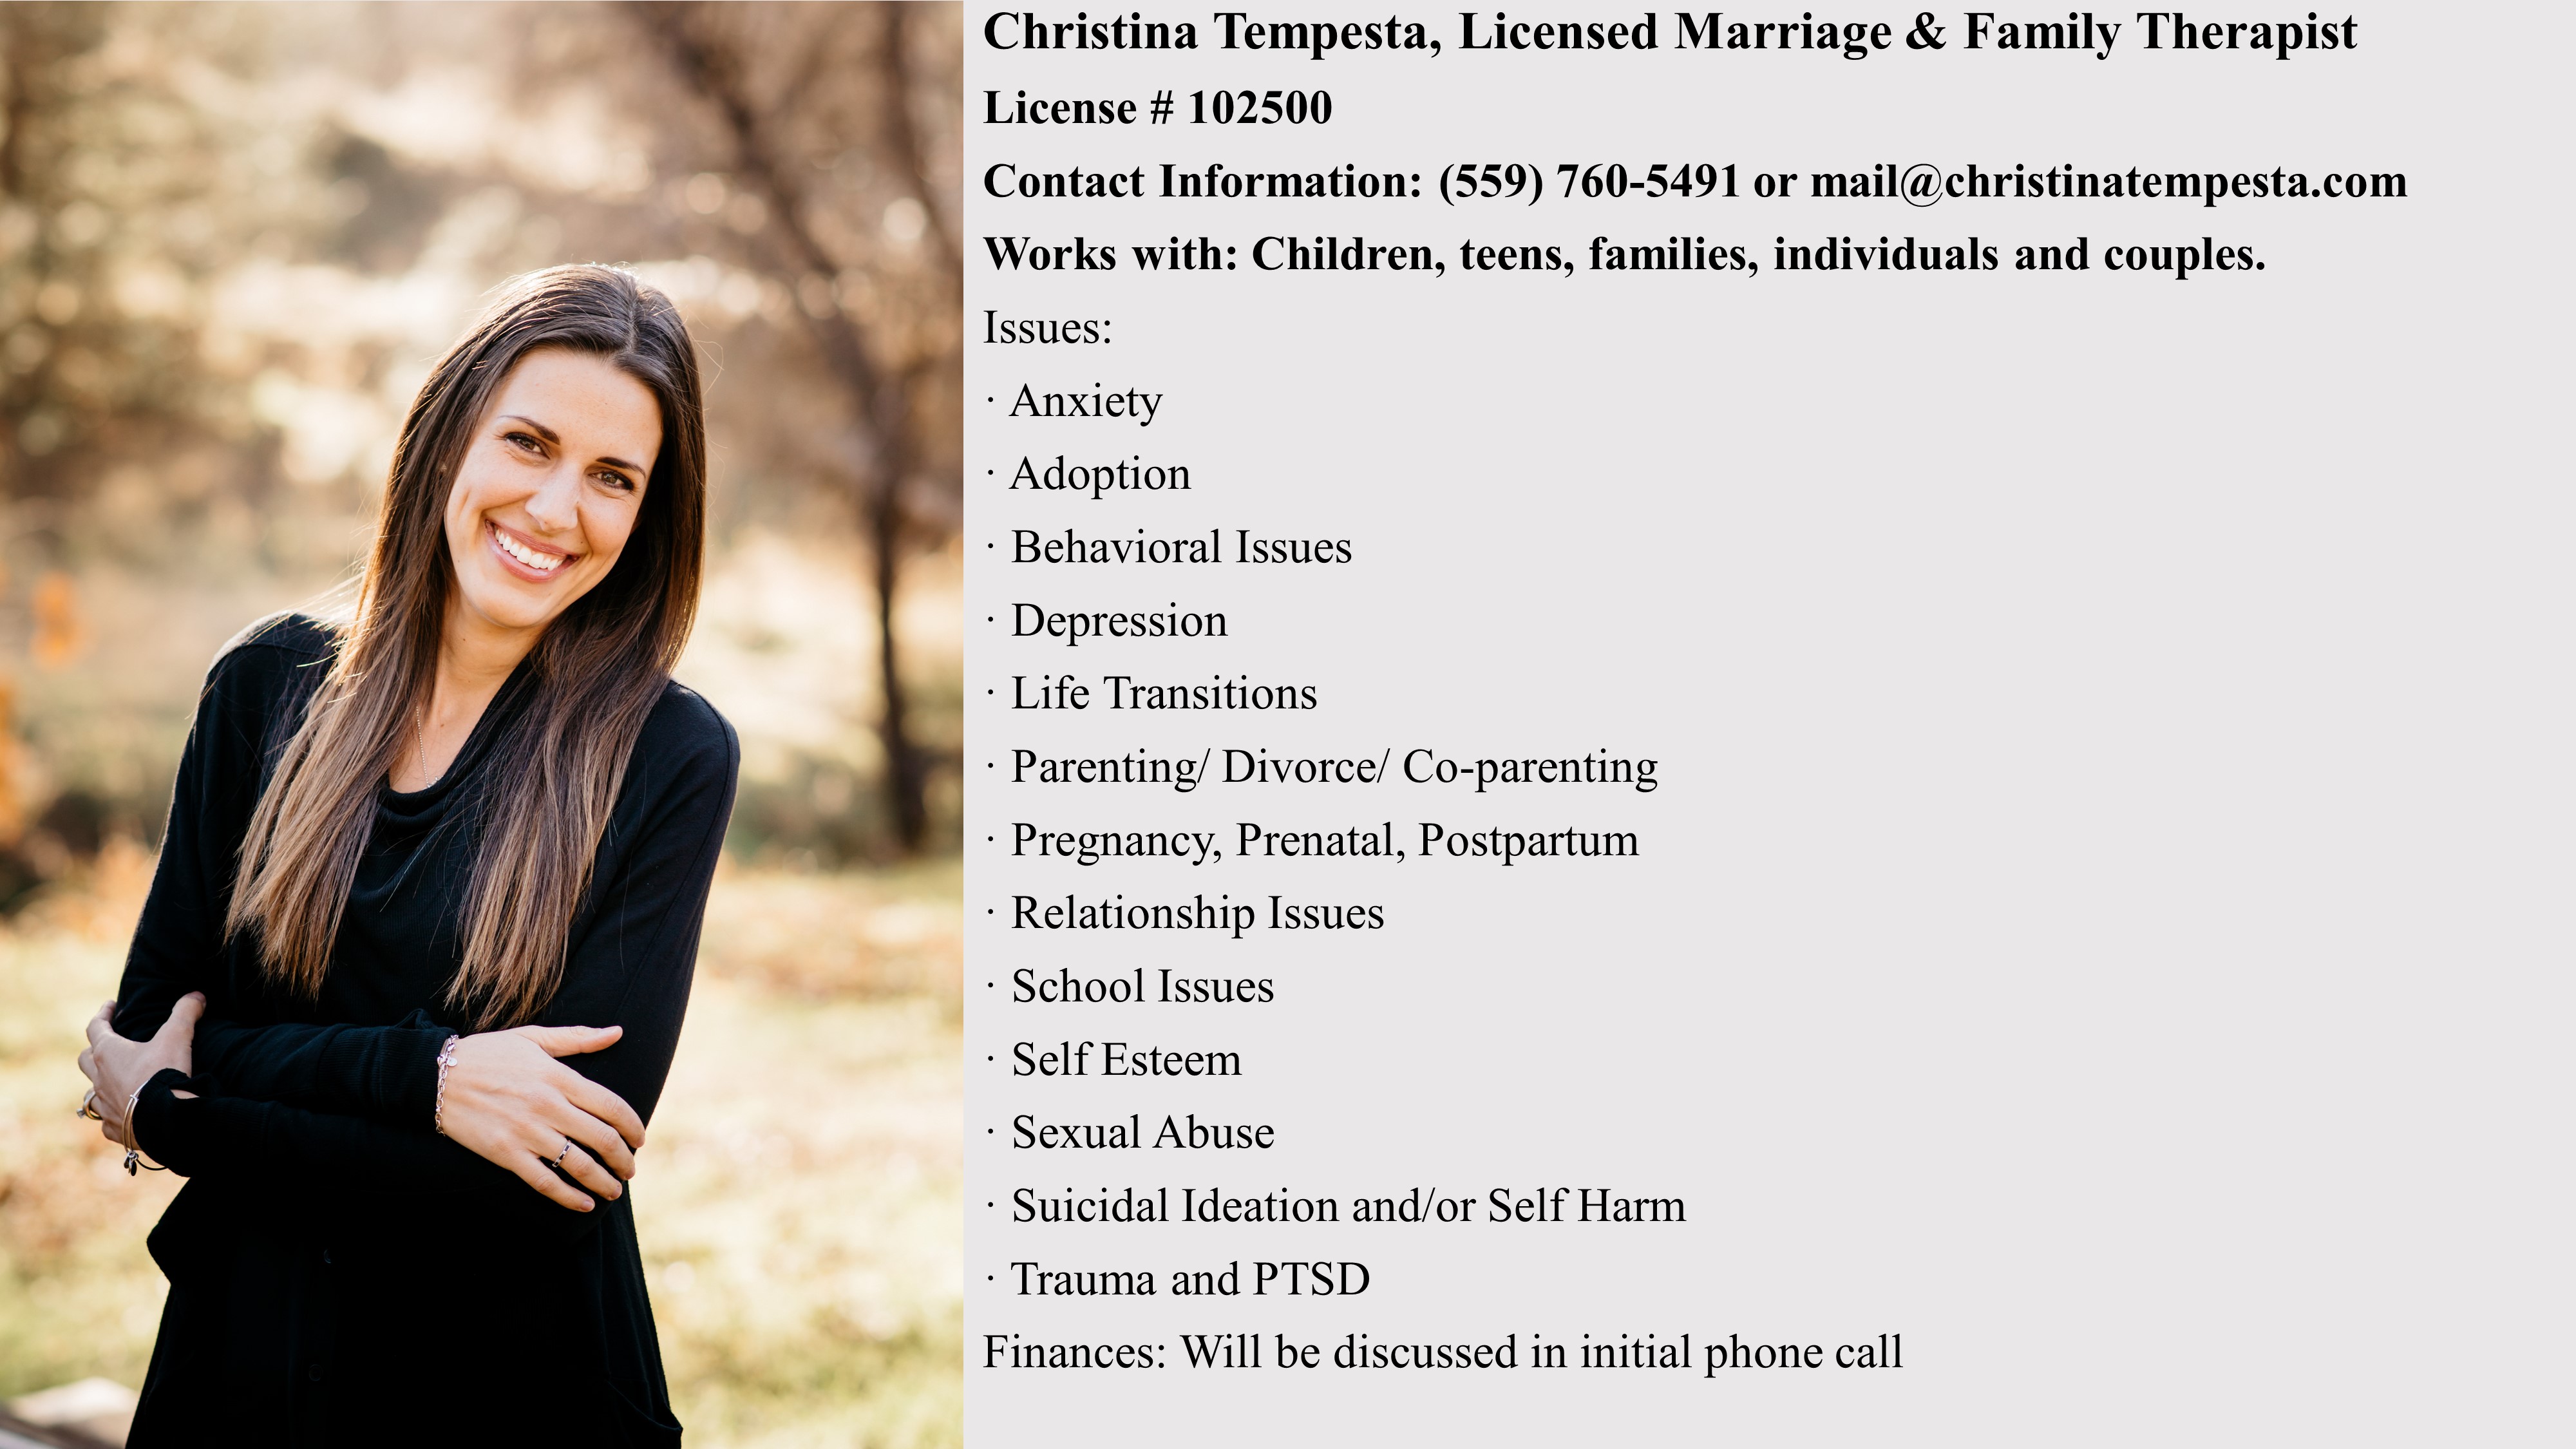 Christina Tempesta, Licensed Marriage & Family Therapist
License # 102500
Contact Information: (559) 760-5491 or mail@christinatempesta.com
Works with: Children, teens, families, individuals and couples.
Issues:
· Anxiety
· Adoption
· Behavioral Issues
· Depression
· Life Transitions
· Parenting/ Divorce/ Co-parenting
· Pregnancy, Prenatal, Postpartum
· Relationship Issues
· School Issues
· Self Esteem
· Sexual Abuse
· Suicidal Ideation and/or Self Harm
· Trauma and PTSD
Finances: Will be discussed in initial phone call